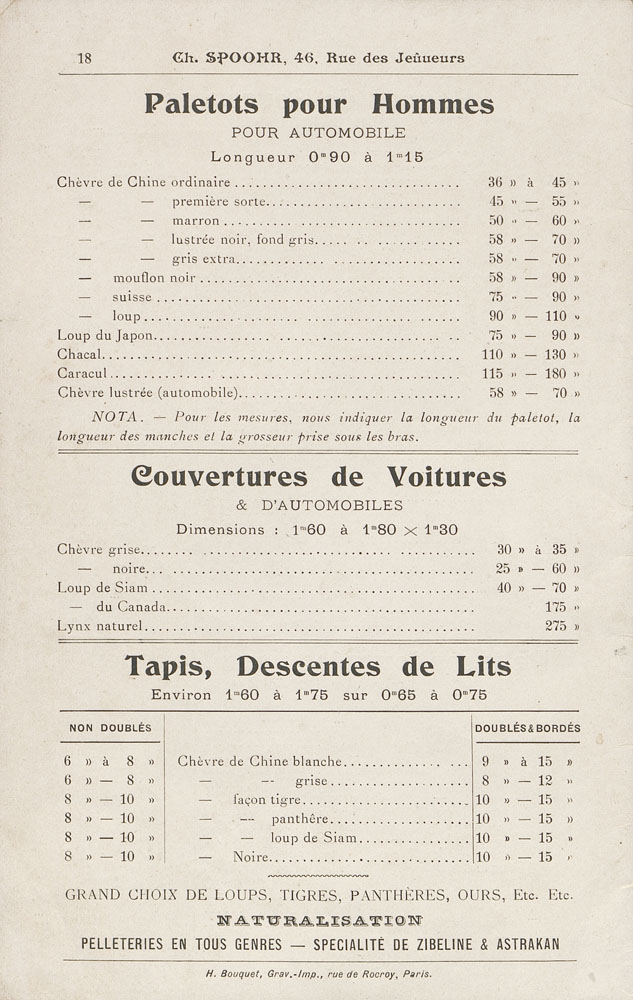 18 Ch. SPOOHR, 46, Rue des Jeûueurs
Paletots pour Hommes
POUR AUTOMOBILE
Longueur 0m90 à 1m15
Chèvre de Chine ordinaire ........ 36 » à 45 »
— — première sorte........ 45 » — 55 »
— — marron ........ 50 » — 60 »
— — lustrée noir, fond gris........ 58 » — 70 »
— — gris extra........ 58 » — 70 »
— mouflon noir ........ 58 » — 90 »
— suisse ........ 75 » — 90 »
— loup ........ 90 » — 110 »
Loup du Japon........ 75 » — 90 »
Chacal........ 110 » — 130 »
Caracul ........ 115 » — 180 »
Chèvre lustrée (automobile)........ 58 » — 70 »
NOTA. — Pour les mesures, nous indiquer la longueur du paletot, la
longueur des manches et la grosseur prise sous les bras.
Couvertures de Voitures
& D'AUTOMOBILES
Dimensions : 1m60 à 1m80 × 1m30
Chèvre grise........ 30 » à 35 »
— noire........ 25 » — 60 »
Loup de Siam ........ 40 » — 70 »
— du Canada........ 175 »
Lynx naturel........ 275 »
Tapis, Descentes de Lits
Environ 1m60 à 1m75 sur 0m65 à 0m75
NON DOUBLÉS DOUBLÉS & BORDÉS
6 » à 8 » Chèvre de Chine blanche........ 9 » à 15 »
6 » — 8 » — — grise........ 8 » — 12 »
8 » — 10 » — façon tigre........ 10 » — 15 »
8 » — 10 » — — panthêre........ 10 » — 15 »
8 » — 10 » — — loup de Siam........ 10 » — 15 »
8 » — 10 » — Noire........ 10 » — 15 »
GRAND CHOIX DE LOUPS, TIGRES, PANTHÈRES, OURS, Etc. Etc.
NATURALISATION
PELLETERIES EN TOUS GENRES — SPECIALITÉ DE ZIBELINE & ASTRAKAN
H. Bouquet, Grav.-Imp., rue de Rocroy, Paris.